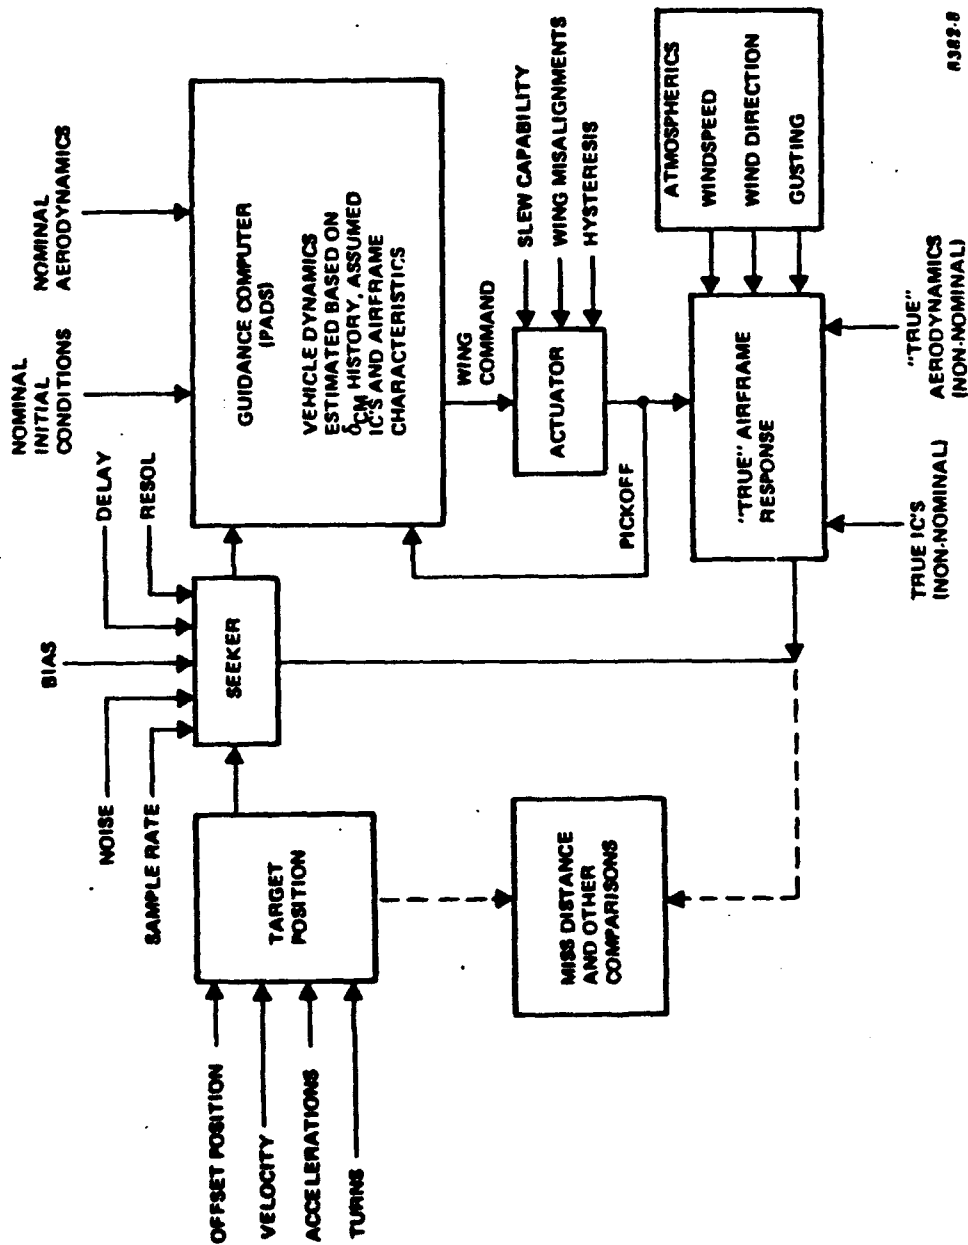 OFFSET POSITION
VELOCITY
ACCELERATIONS
TURNS
TARGET
POSITION
NOISE
SAMPLE RATE
BIAS
DELAY
RESOL
SEEKER
NOMINAL
INITIAL
CONDITIONS
NOMINAL
AERODYNAMICS
GUIDANCE COMPUTER
(PADS)
VEHICLE DYNAMICS
ESTIMATED BASED ON
δCM HISTORY, ASSUMED
IC'S AND AIRFRAME
CHARACTERISTICS
WING
COMMAND
SLEW CAPABILITY
WING MISALIGNMENTS
HYSTERESIS
ACTUATOR
PICKOFF
MISS DISTANCE
AND OTHER
COMPARISONS
"TRUE" AIRFRAME
RESPONSE
ATMOSPHERICS
WINDSPEED
WIND DIRECTION
GUSTING
TRUE IC'S
(NON-NOMINAL)
"TRUE"
AERODYNAMICS
(NON-NOMINAL)